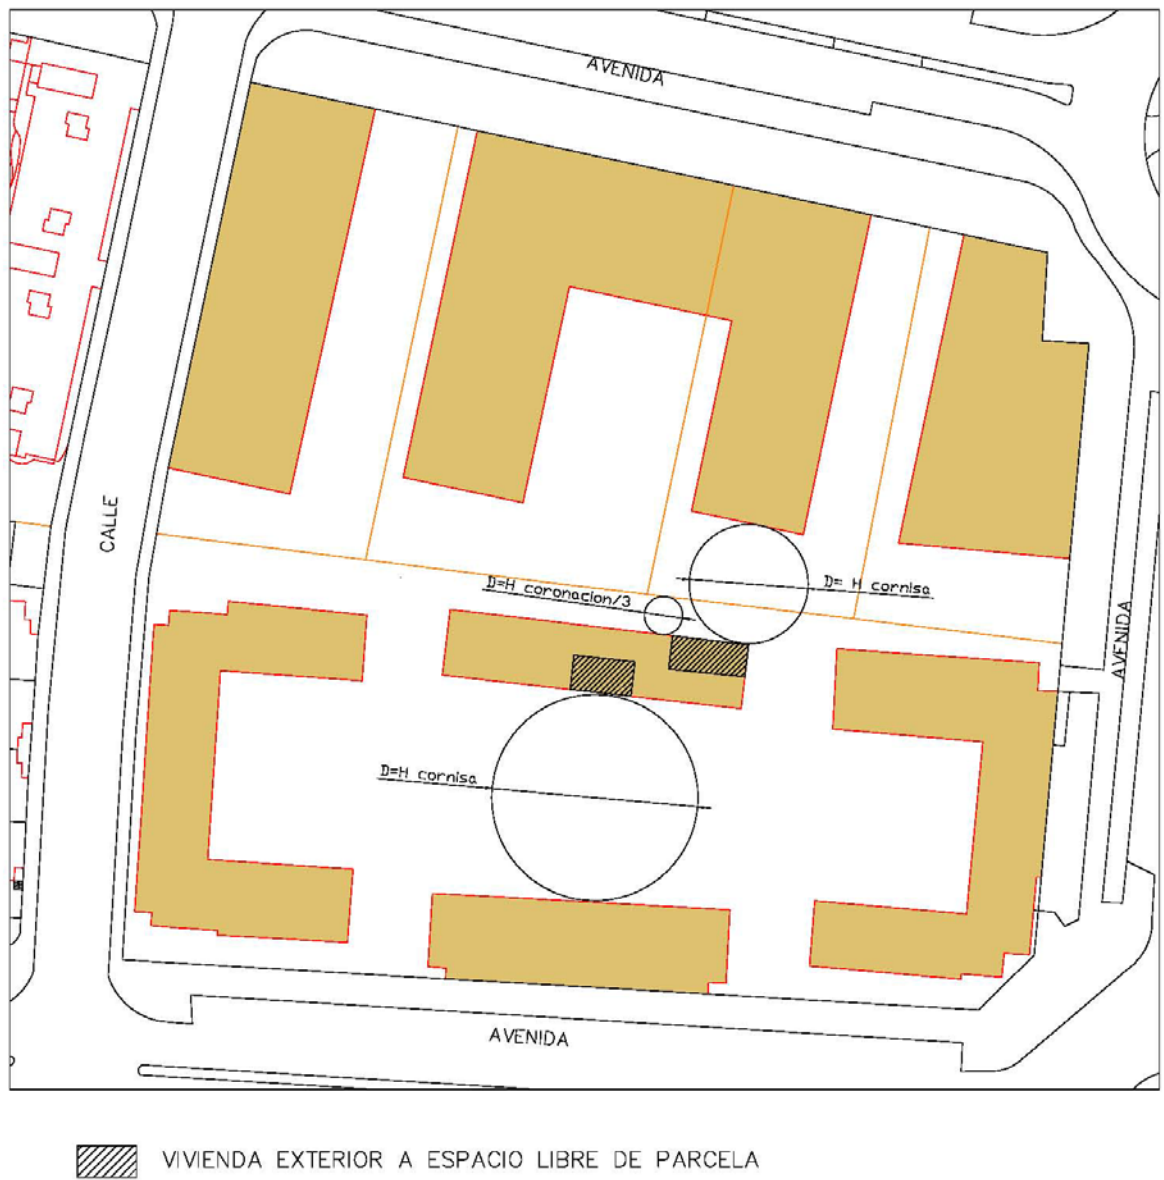 AVENIDA
CALLE
D=H coronacion/3
D= H cornisa
AVENIDA
D=H cornisa
AVENIDA
VIVIENDA EXTERIOR A ESPACIO LIBRE DE PARCELA